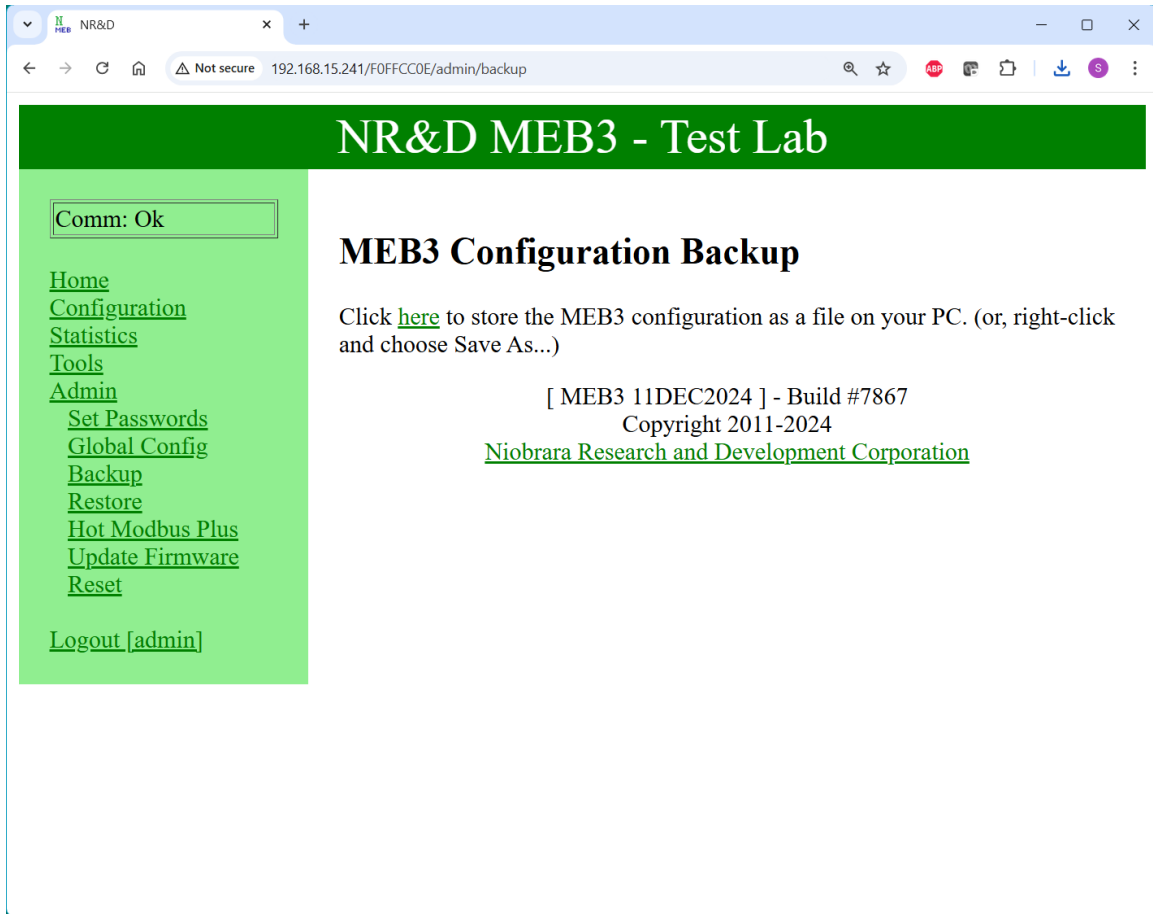 N
MEB
NR&D
Not secure
192.168.15.241/F0FFCC0E/admin/backup
ABP
S
NR&D MEB3 - Test Lab
Comm: Ok
Home
Configuration
Statistics
Tools
Admin
Set Passwords
Global Config
Backup
Restore
Hot Modbus Plus
Update Firmware
Reset
Logout [admin]
MEB3 Configuration Backup
Click here to store the MEB3 configuration as a file on your PC. (or, right-click
and choose Save As...)
[ MEB3 11DEC2024 ] - Build #7867
Copyright 2011-2024
Niobrara Research and Development Corporation